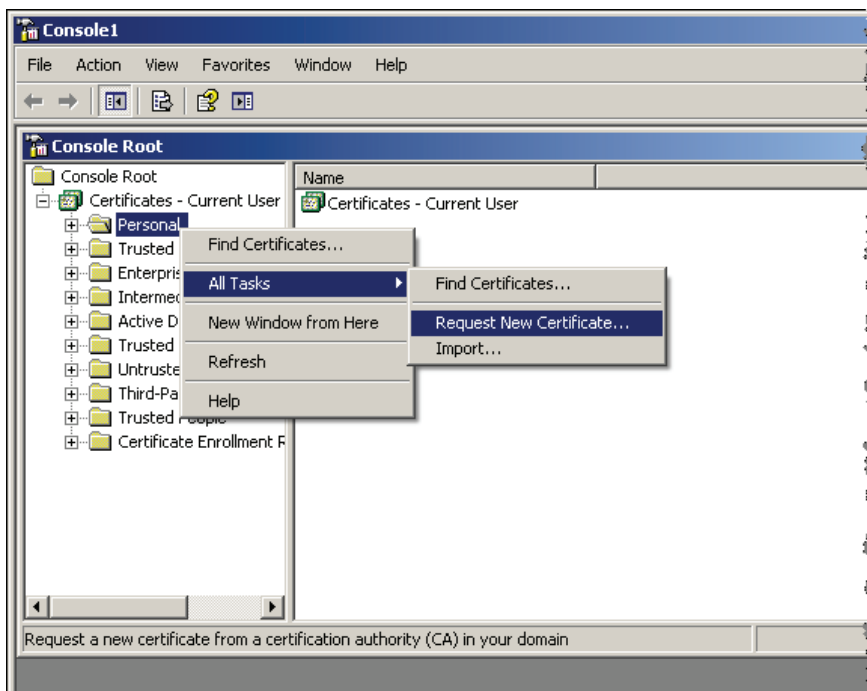 Console1
File Action View Favorites Window Help
Console Root
Console Root
Name
Certificates - Current User
Certificates - Current User
Personal
Trusted
Find Certificates...
Enterpris
All Tasks
Find Certificates...
Intermed
Active D
New Window from Here
Request New Certificate...
Trusted
Import...
Untruste
Refresh
Third-Pa
Help
Trusted People
Certificate Enrollment R
Request a new certificate from a certification authority (CA) in your domain